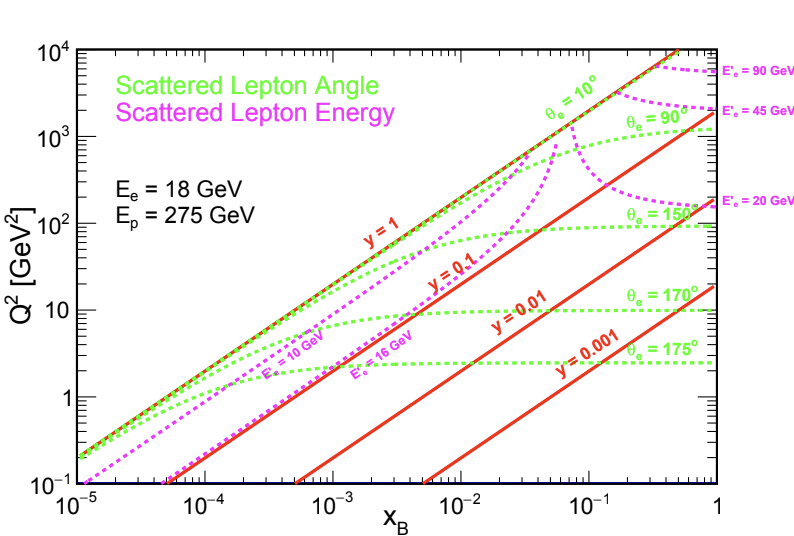 10⁴
10³
10²
10
1
10⁻¹
Q² [GeV²]
Scattered Lepton Angle
Scattered Lepton Energy
Eₑ = 18 GeV
Eₚ = 275 GeV
θₑ = 10°
θₑ = 90°
θₑ = 150°
θₑ = 170°
θₑ = 175°
E'ₑ = 90 GeV
E'ₑ = 45 GeV
E'ₑ = 20 GeV
y = 1
y = 0.1
y = 0.01
y = 0.001
E'ₑ = 10 GeV
E'ₑ = 16 GeV
10⁻⁵
10⁻⁴
10⁻³
10⁻²
10⁻¹
1
x_B